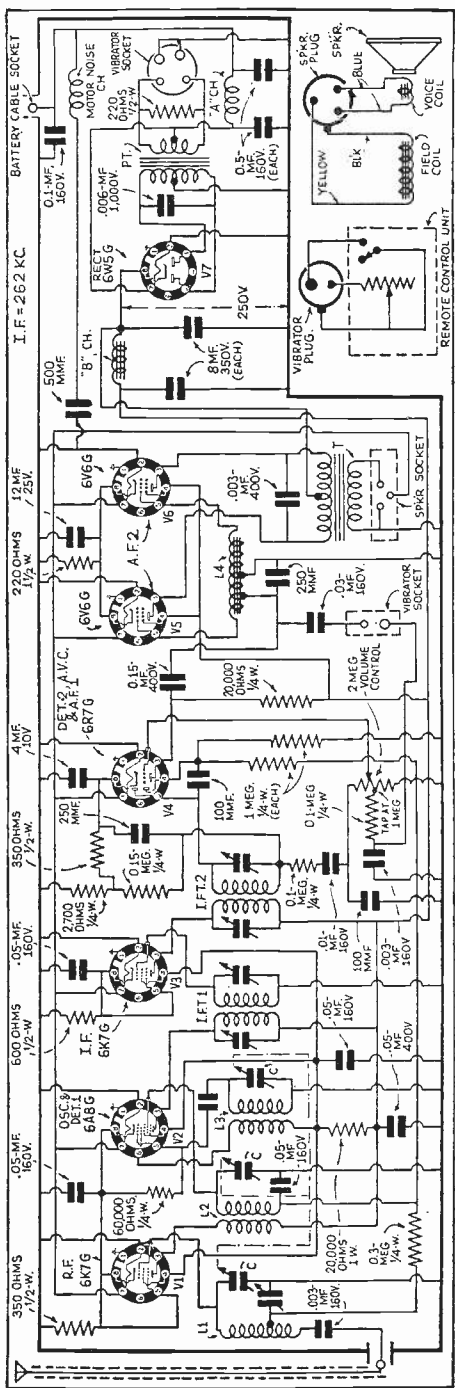 350 OHMS
1/2-W.
.05-MF.
160V.
600 OHMS
1/2-W
.05-MF.
160V.
350 OHMS
1/2-W.
4 MF.
10V
220 OHMS
1 1/2 W.
12 MF.
25V.
500
MMF.
I.F. = 262 KC.
BATTERY CABLE SOCKET
0.1-MF.
160V.
MOTOR NOISE
CH
R.F.
6K7G
V1
OSC. &
DET. 1
6A8G
V2
60,000
OHMS,
1/4-W.
I.F.
6K7G
V3
2,700
OHMS
1/4-W.
250
MMF.
0.15-
MEG.
1/4-W
DET. 2, A.V.C.
& A.F. 1
6R7G
V4
0.15-
MF.
400V.
6V6G
V5
A.F. 2
6V6G
V6
"B" CH.
RECT
6W5G
V7
.006-MF
1,000V.
P.T.
220
OHMS
1/2-W
VIBRATOR
SOCKET
"A" CH.
0.5-
MF.
160V.
(EACH)
250V.
8 MF.
350V.
(EACH)
L1
C
.003-MF.
160V.
L2
C
.05-
MF
160V
L3
C
I.F.T. 1
I.F.T. 2
100
MMF.
1 MEG.
1/4-W.
(EACH)
20,000
OHMS
1/4 W.
L4
250
MMF
.003-
MF.
400V.
T
.03-
MF.
160V.
SPKR SOCKET
VIBRATOR
SOCKET
2 MEG
VOLUME
CONTROL
0.1-MEG
1/4W
TAP AT
1 MEG
0.1-
MEG.
1/4W
.01-
MF
160V
100
MMF
.003-MF
160V
.05-
MF.
160V
.05-
MF
400V
20,000
OHMS
1 W.
0.3-
MEG
1/4W.
VIBRATOR
PLUG
REMOTE CONTROL UNIT
SPKR.
PLUG
SPKR.
BLUE
YELLOW
BLK
VOICE
COIL
FIELD
COIL